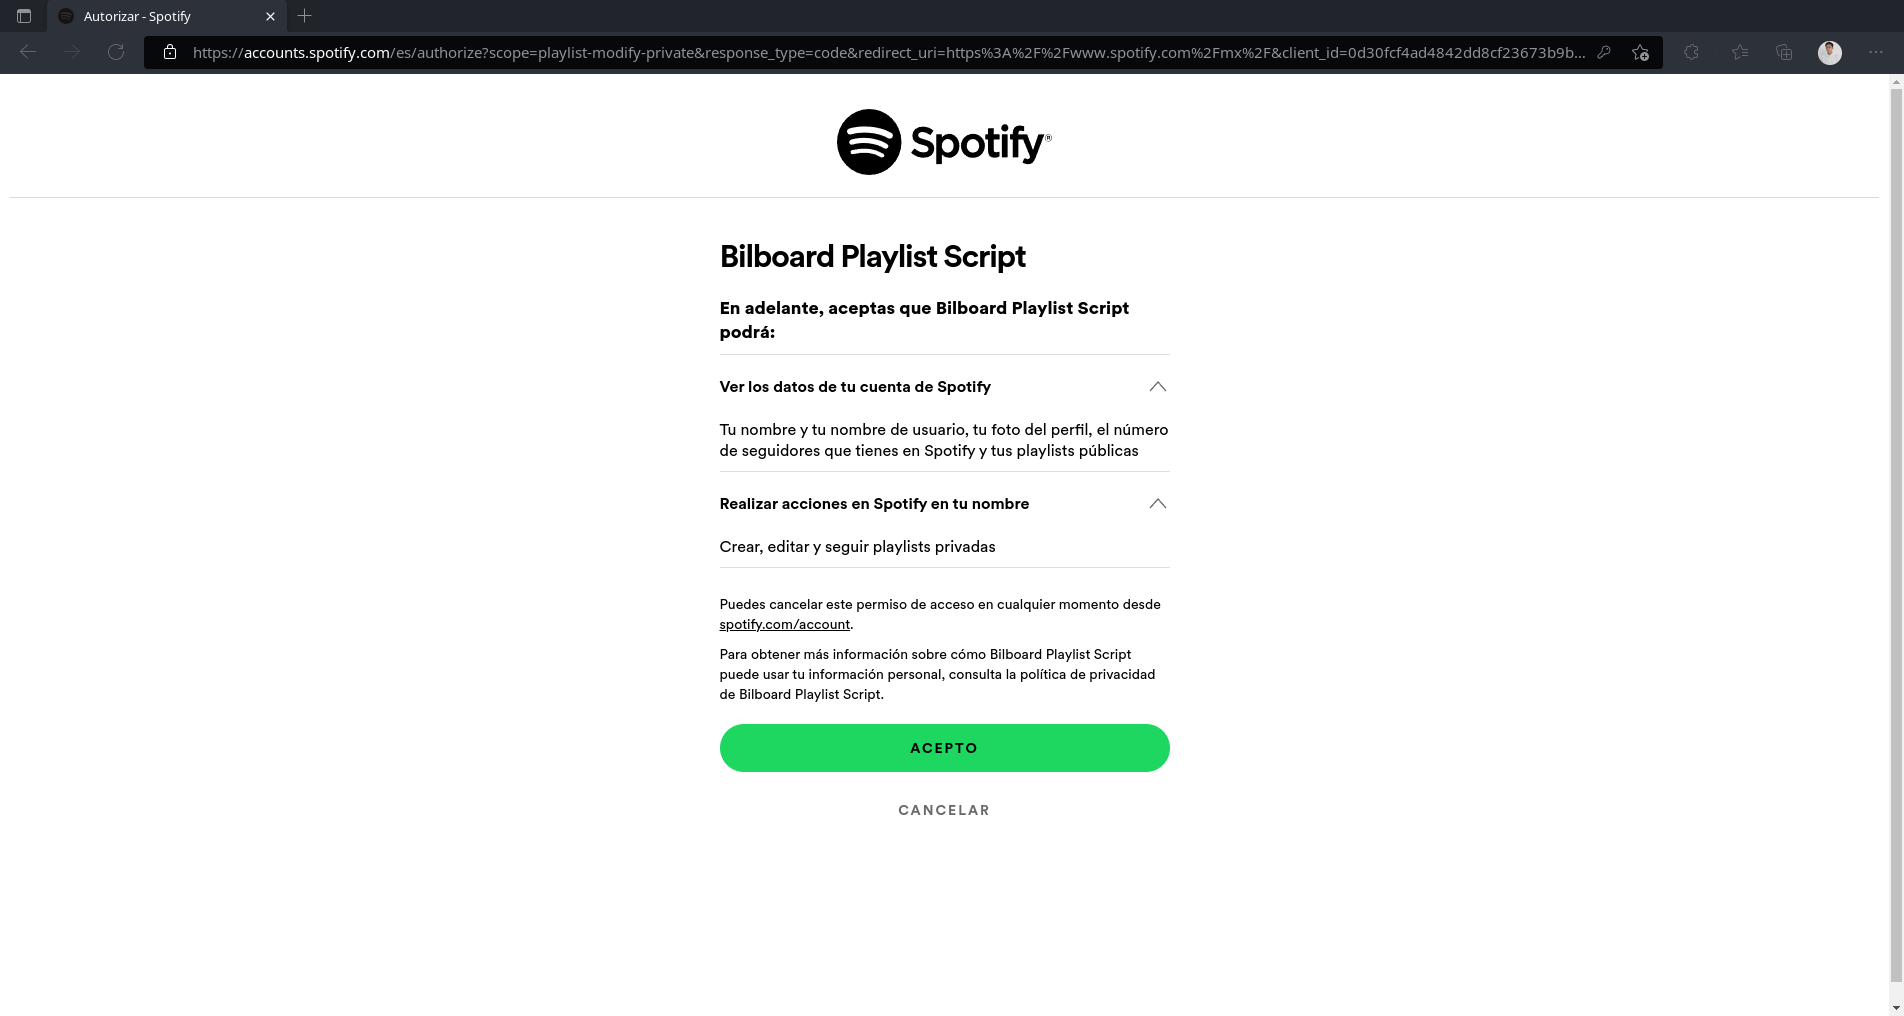 Autorizar - Spotify
https://accounts.spotify.com/es/authorize?scope=playlist-modify-private&response_type=code&redirect_uri=https%3A%2F%2Fwww.spotify.com%2Fmx%2F&client_id=0d30fcf4ad4842dd8cf23673b9b...
Spotify®
Bilboard Playlist Script
En adelante, aceptas que Bilboard Playlist Script
podrá:
Ver los datos de tu cuenta de Spotify
Tu nombre y tu nombre de usuario, tu foto del perfil, el número
de seguidores que tienes en Spotify y tus playlists públicas
Realizar acciones en Spotify en tu nombre
Crear, editar y seguir playlists privadas
Puedes cancelar este permiso de acceso en cualquier momento desde
spotify.com/account.
Para obtener más información sobre cómo Bilboard Playlist Script
puede usar tu información personal, consulta la política de privacidad
de Bilboard Playlist Script.
ACEPTO
CANCELAR